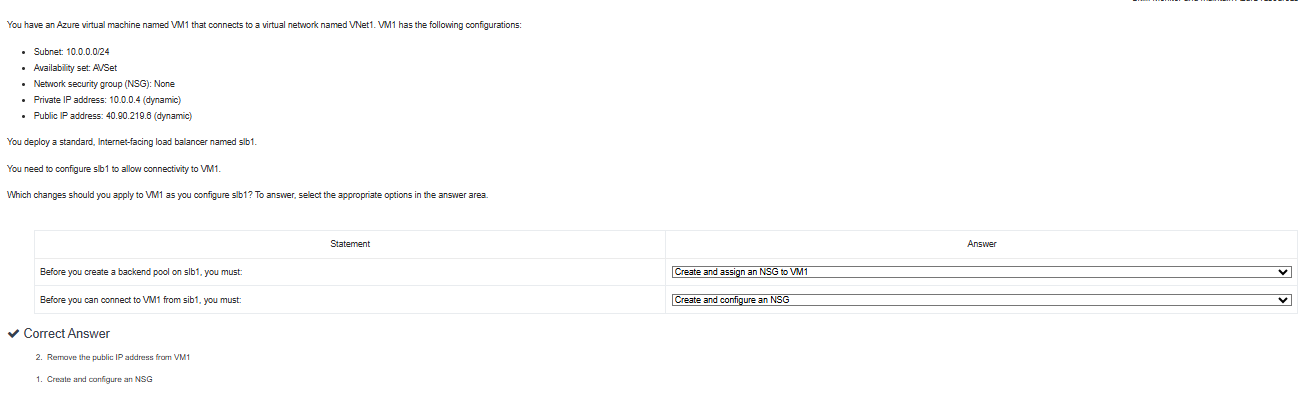 You have an Azure virtual machine named VM1 that connects to a virtual network named VNet1. VM1 has the following configurations:
• Subnet: 10.0.0.0/24
• Availability set: AVSet
• Network security group (NSG): None
• Private IP address: 10.0.0.4 (dynamic)
• Public IP address: 40.90.219.6 (dynamic)
You deploy a standard, Internet-facing load balancer named slb1.
You need to configure slb1 to allow connectivity to VM1.
Which changes should you apply to VM1 as you configure slb1? To answer, select the appropriate options in the answer area.
Statement Answer
Before you create a backend pool on slb1, you must: Create and assign an NSG to VM1
Before you can connect to VM1 from sib1, you must: Create and configure an NSG
✔ Correct Answer
2. Remove the public IP address from VM1
1. Create and configure an NSG